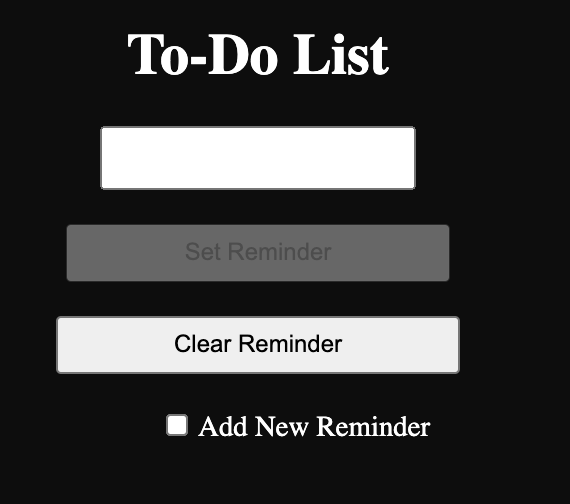 To-Do List
Set Reminder
Clear Reminder
Add New Reminder